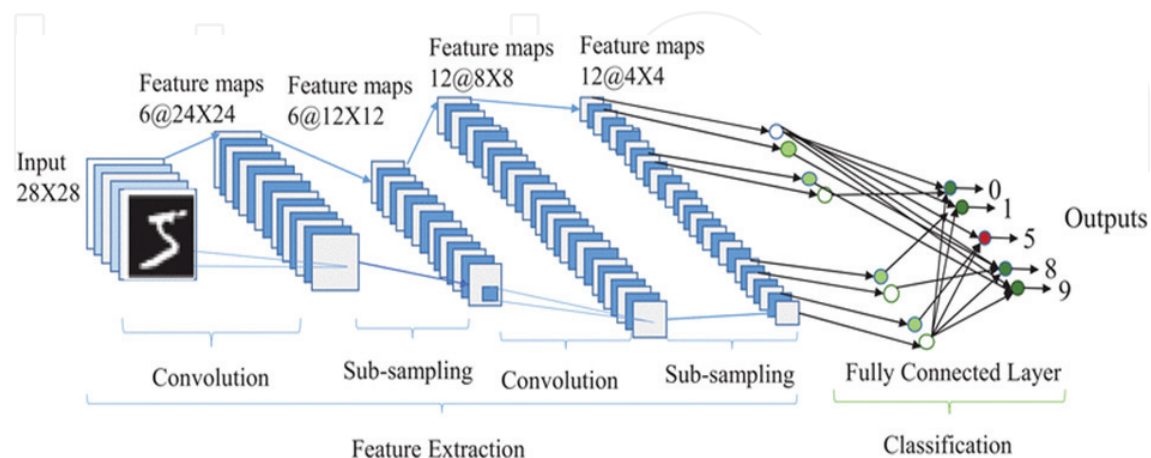 Feature maps
12@8X8
Feature maps
12@4X4
Feature maps
6@24X24
Feature maps
6@12X12
Input
28X28
0
1
5
8
9
Outputs
Convolution
Sub-sampling
Convolution
Sub-sampling
Fully Connected Layer
Feature Extraction
Classification